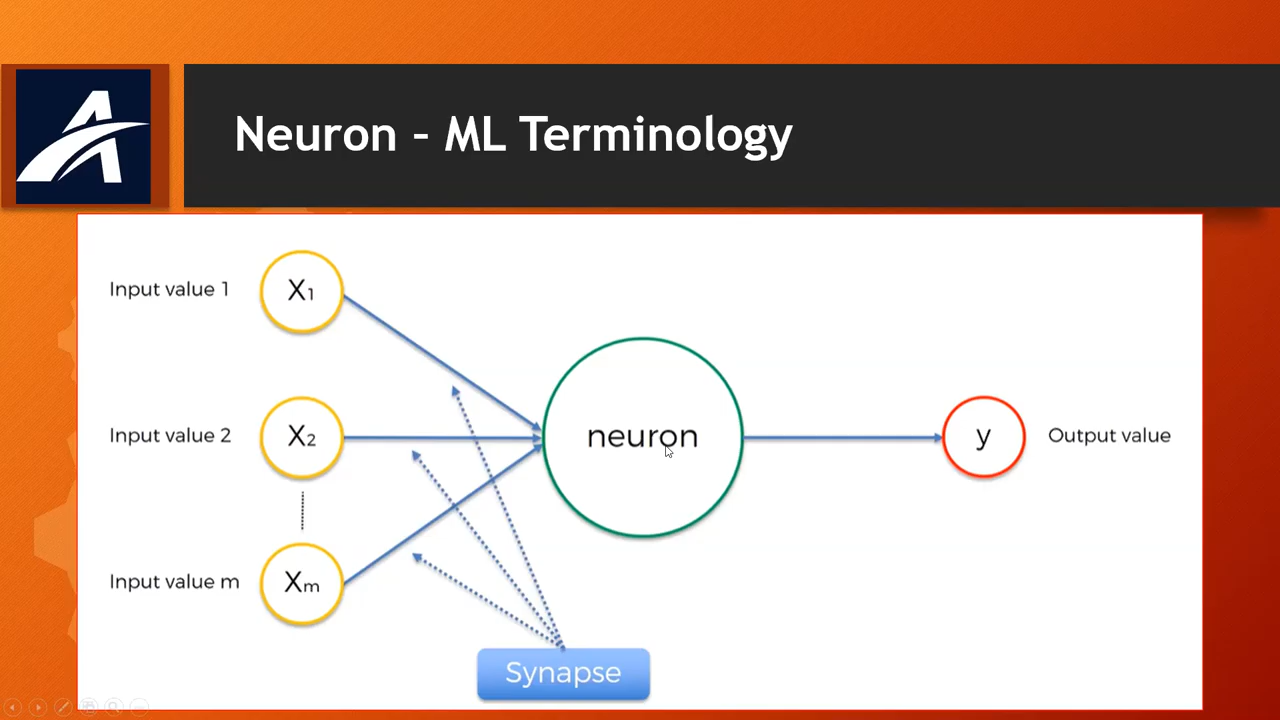 Neuron – ML Terminology
Input value 1
X₁
Input value 2
X₂
neuron
y
Output value
Input value m
Xₘ
Synapse